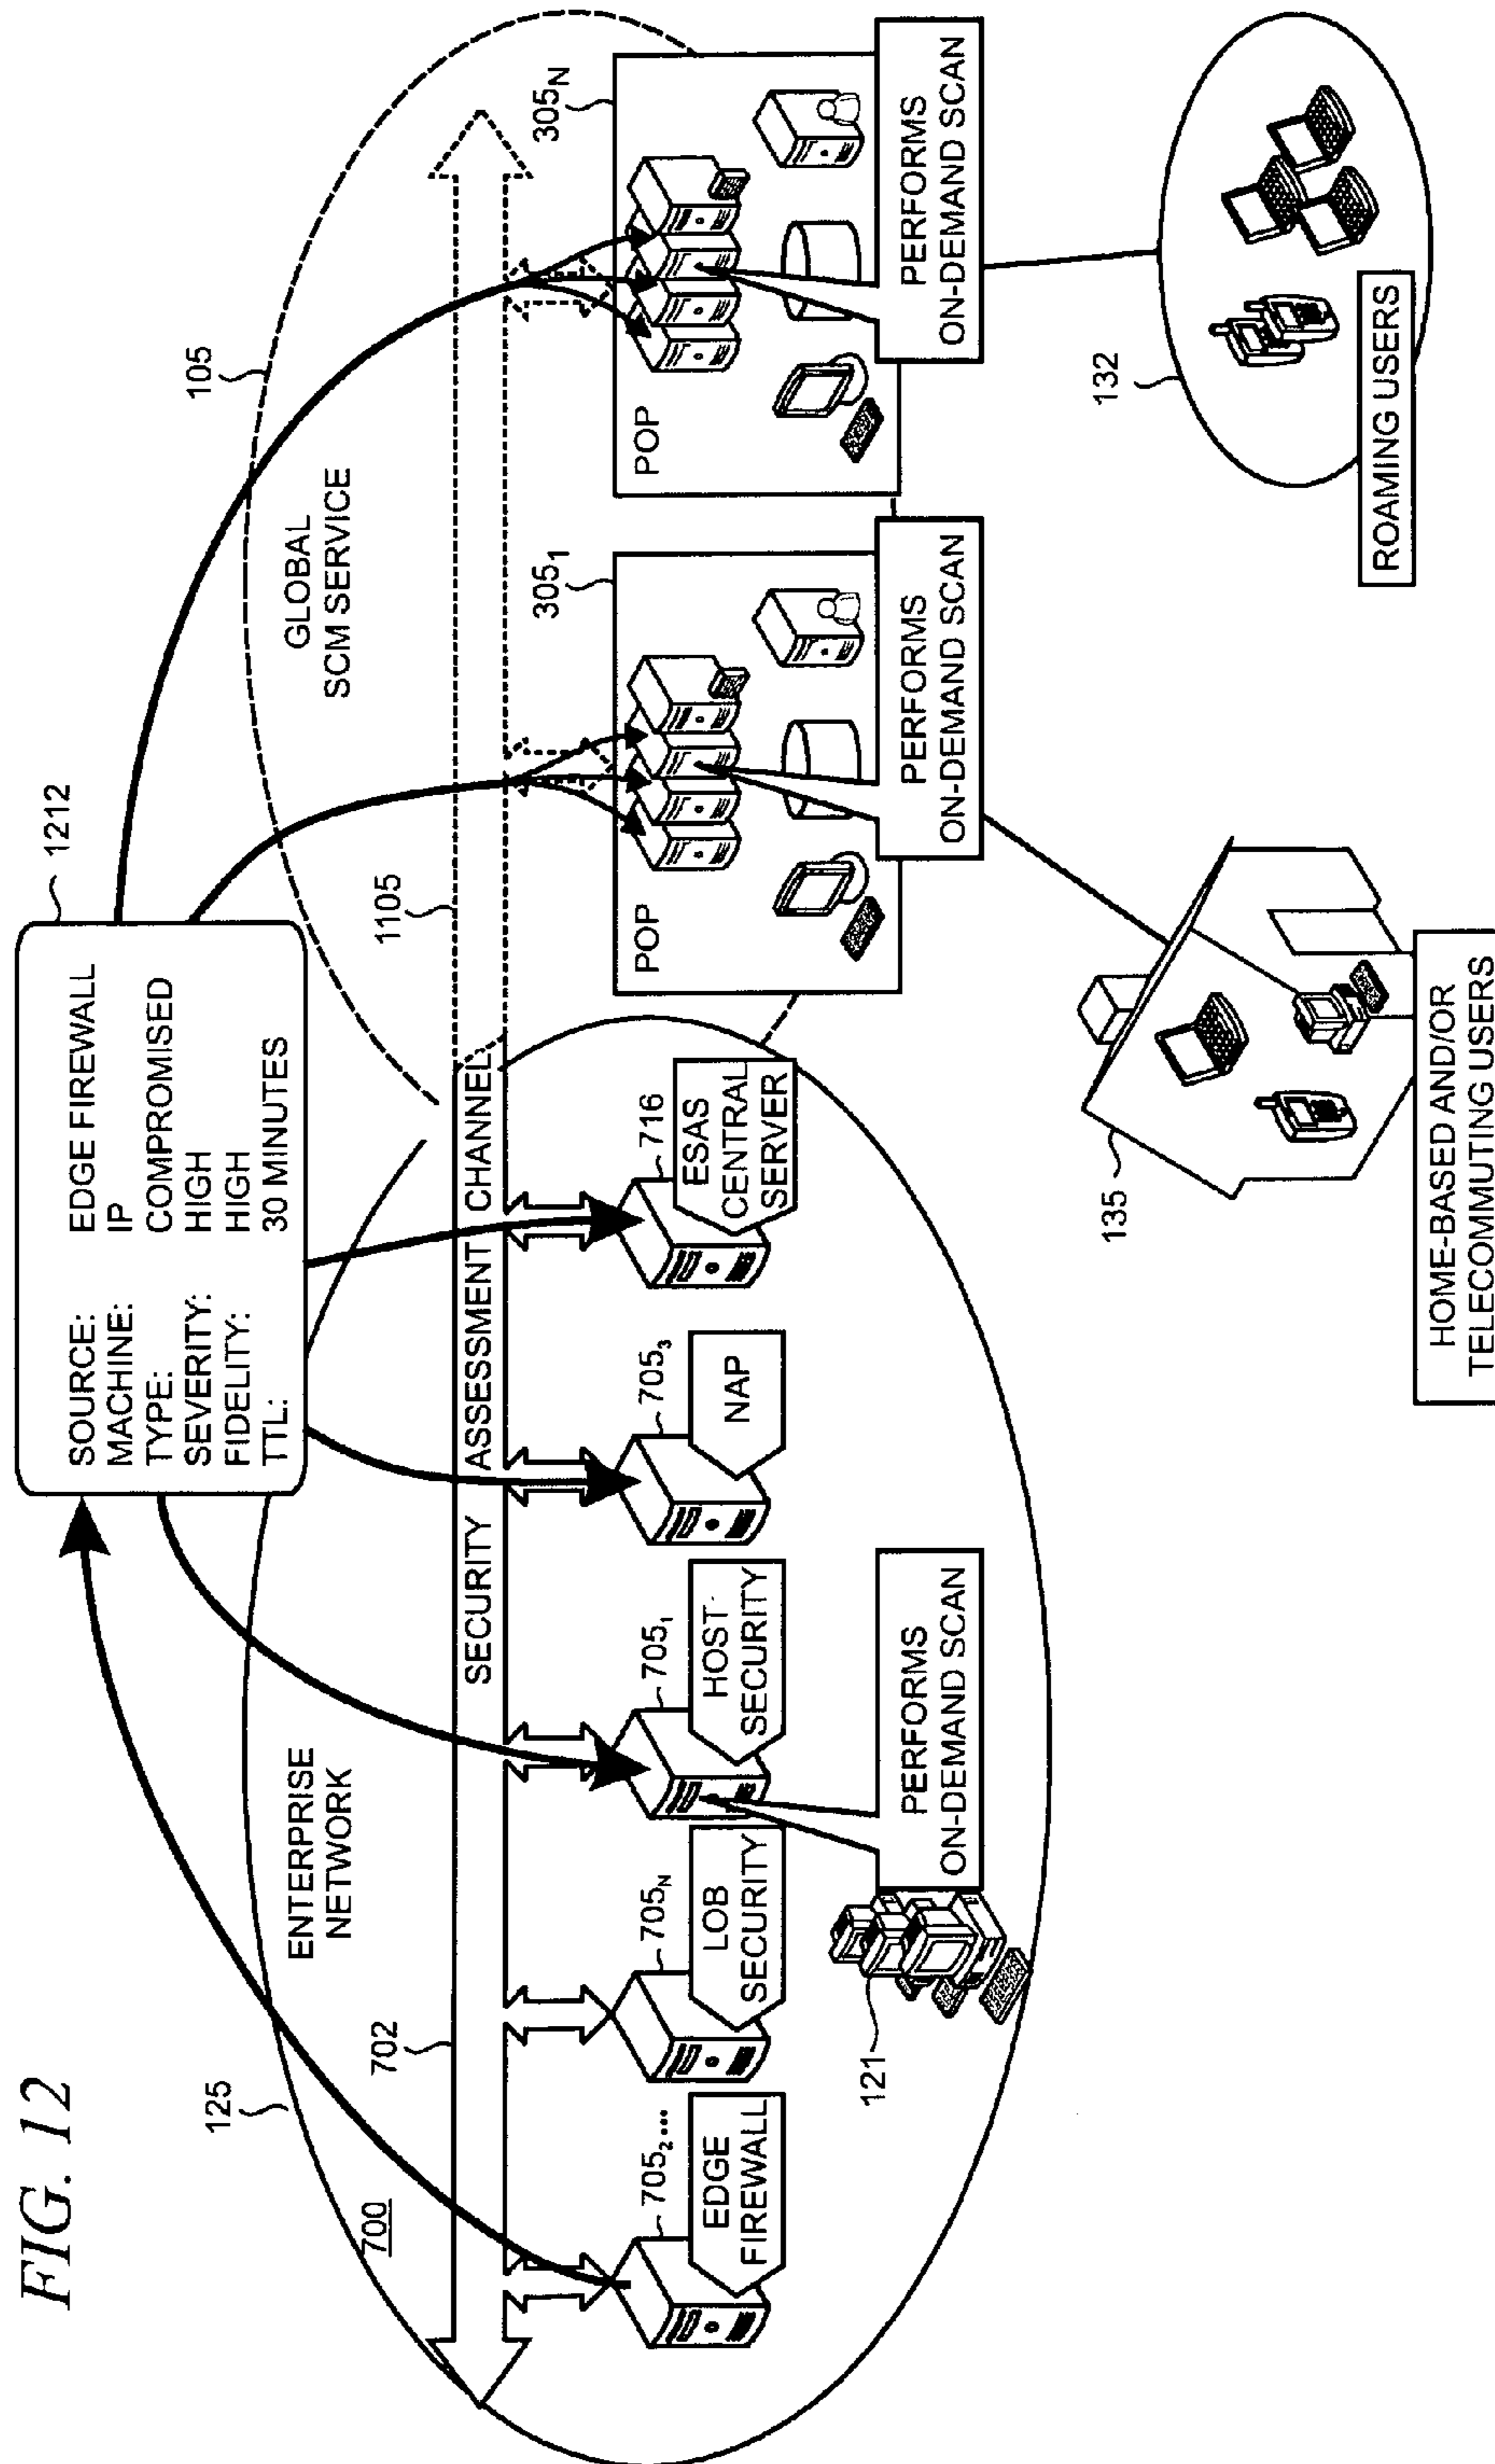 FIG. 12
1212
SOURCE: EDGE FIREWALL
MACHINE: IP
TYPE: COMPROMISED
SEVERITY: HIGH
FIDELITY: HIGH
TTL: 30 MINUTES
125
700
ENTERPRISE
NETWORK
105
GLOBAL
SCM SERVICE
702
SECURITY ASSESSMENT CHANNEL
1105
705₂...
EDGE
FIREWALL
705N
LOB
SECURITY
705₁
HOST-
SECURITY
705₃
NAP
716
ESAS
CENTRAL
SERVER
305₁
POP
305N
POP
121
PERFORMS
ON-DEMAND SCAN
PERFORMS
ON-DEMAND SCAN
PERFORMS
ON-DEMAND SCAN
135
HOME-BASED AND/OR
TELECOMMUTING USERS
132
ROAMING USERS